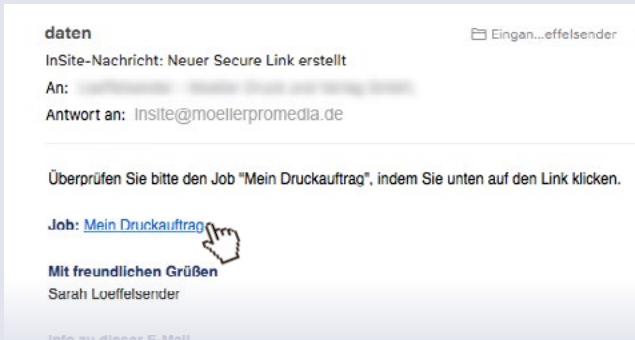 daten
Eingan...effelsender
InSite-Nachricht: Neuer Secure Link erstellt
An:
Antwort an: Insite@moellerpromedia.de
Überprüfen Sie bitte den Job "Mein Druckauftrag", indem Sie unten auf den Link klicken.
Job: Mein Druckauftrag
Mit freundlichen Grüßen
Sarah Loeffelsender
Info zu dieser E-Mail